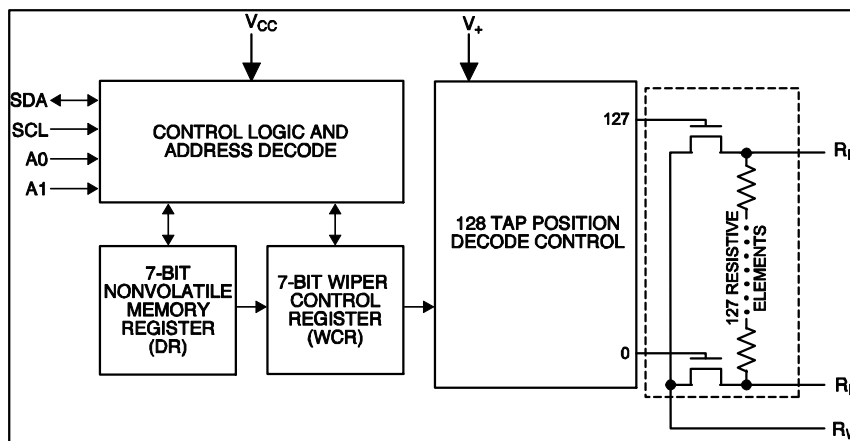 VCC
V+
SDA
SCL
A0
A1
CONTROL LOGIC AND
ADDRESS DECODE
7-BIT
NONVOLATILE
MEMORY
REGISTER
(DR)
7-BIT WIPER
CONTROL
REGISTER
(WCR)
128 TAP POSITION
DECODE CONTROL
127
0
127 RESISTIVE
ELEMENTS